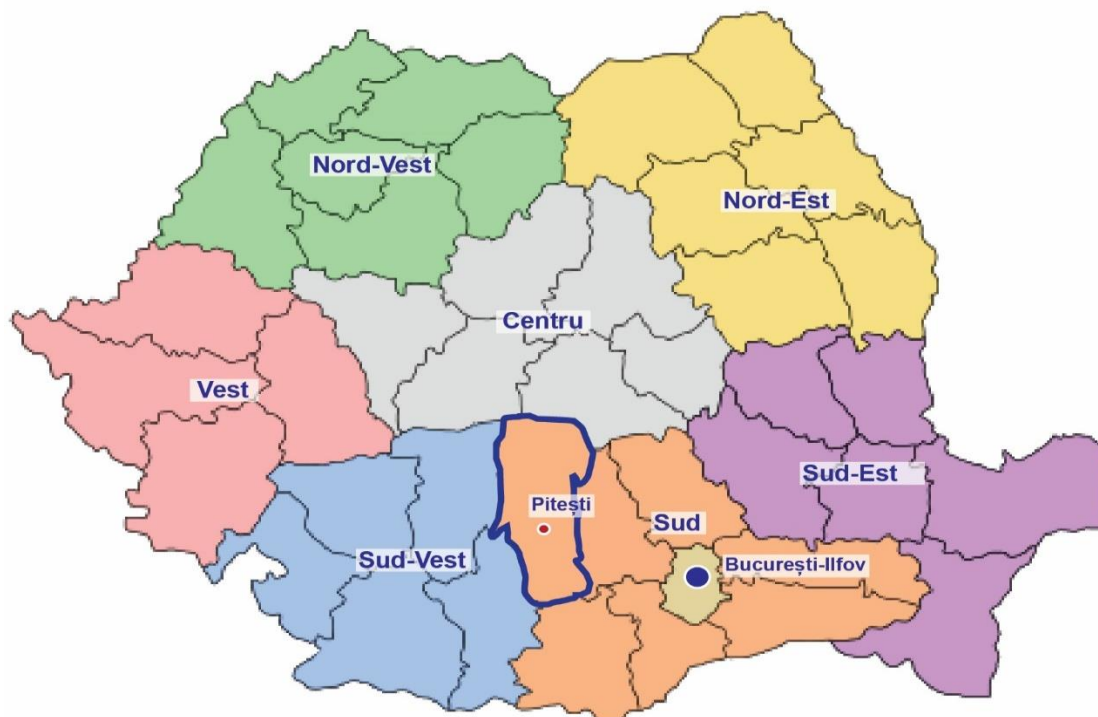 Nord-Vest
Nord-Est
Centru
Vest
Sud-Est
Pitești
Sud
Sud-Vest
București-Ilfov